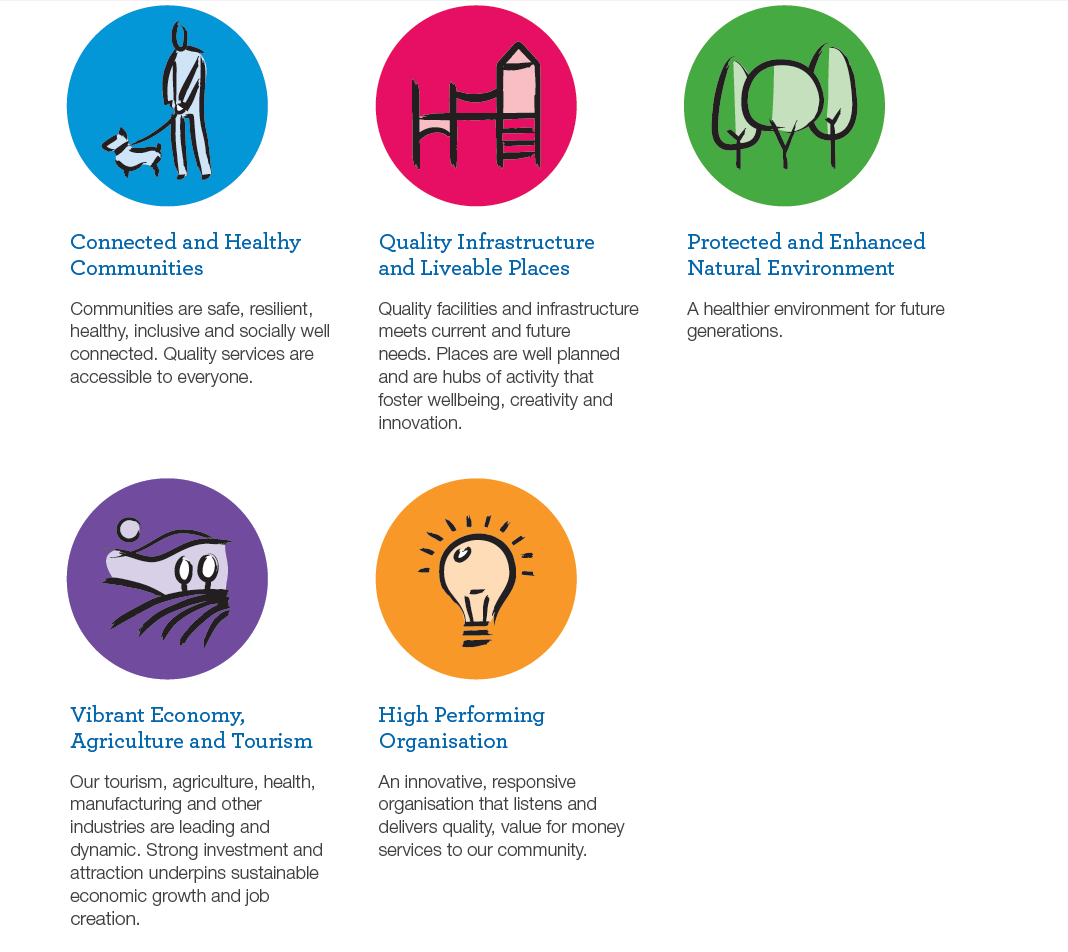 Connected and Healthy
Communities
Communities are safe, resilient,
healthy, inclusive and socially well
connected. Quality services are
accessible to everyone.
Quality Infrastructure
and Liveable Places
Quality facilities and infrastructure
meets current and future
needs. Places are well planned
and are hubs of activity that
foster wellbeing, creativity and
innovation.
Protected and Enhanced
Natural Environment
A healthier environment for future
generations.
Vibrant Economy,
Agriculture and Tourism
Our tourism, agriculture, health,
manufacturing and other
industries are leading and
dynamic. Strong investment and
attraction underpins sustainable
economic growth and job
creation.
High Performing
Organisation
An innovative, responsive
organisation that listens and
delivers quality, value for money
services to our community.